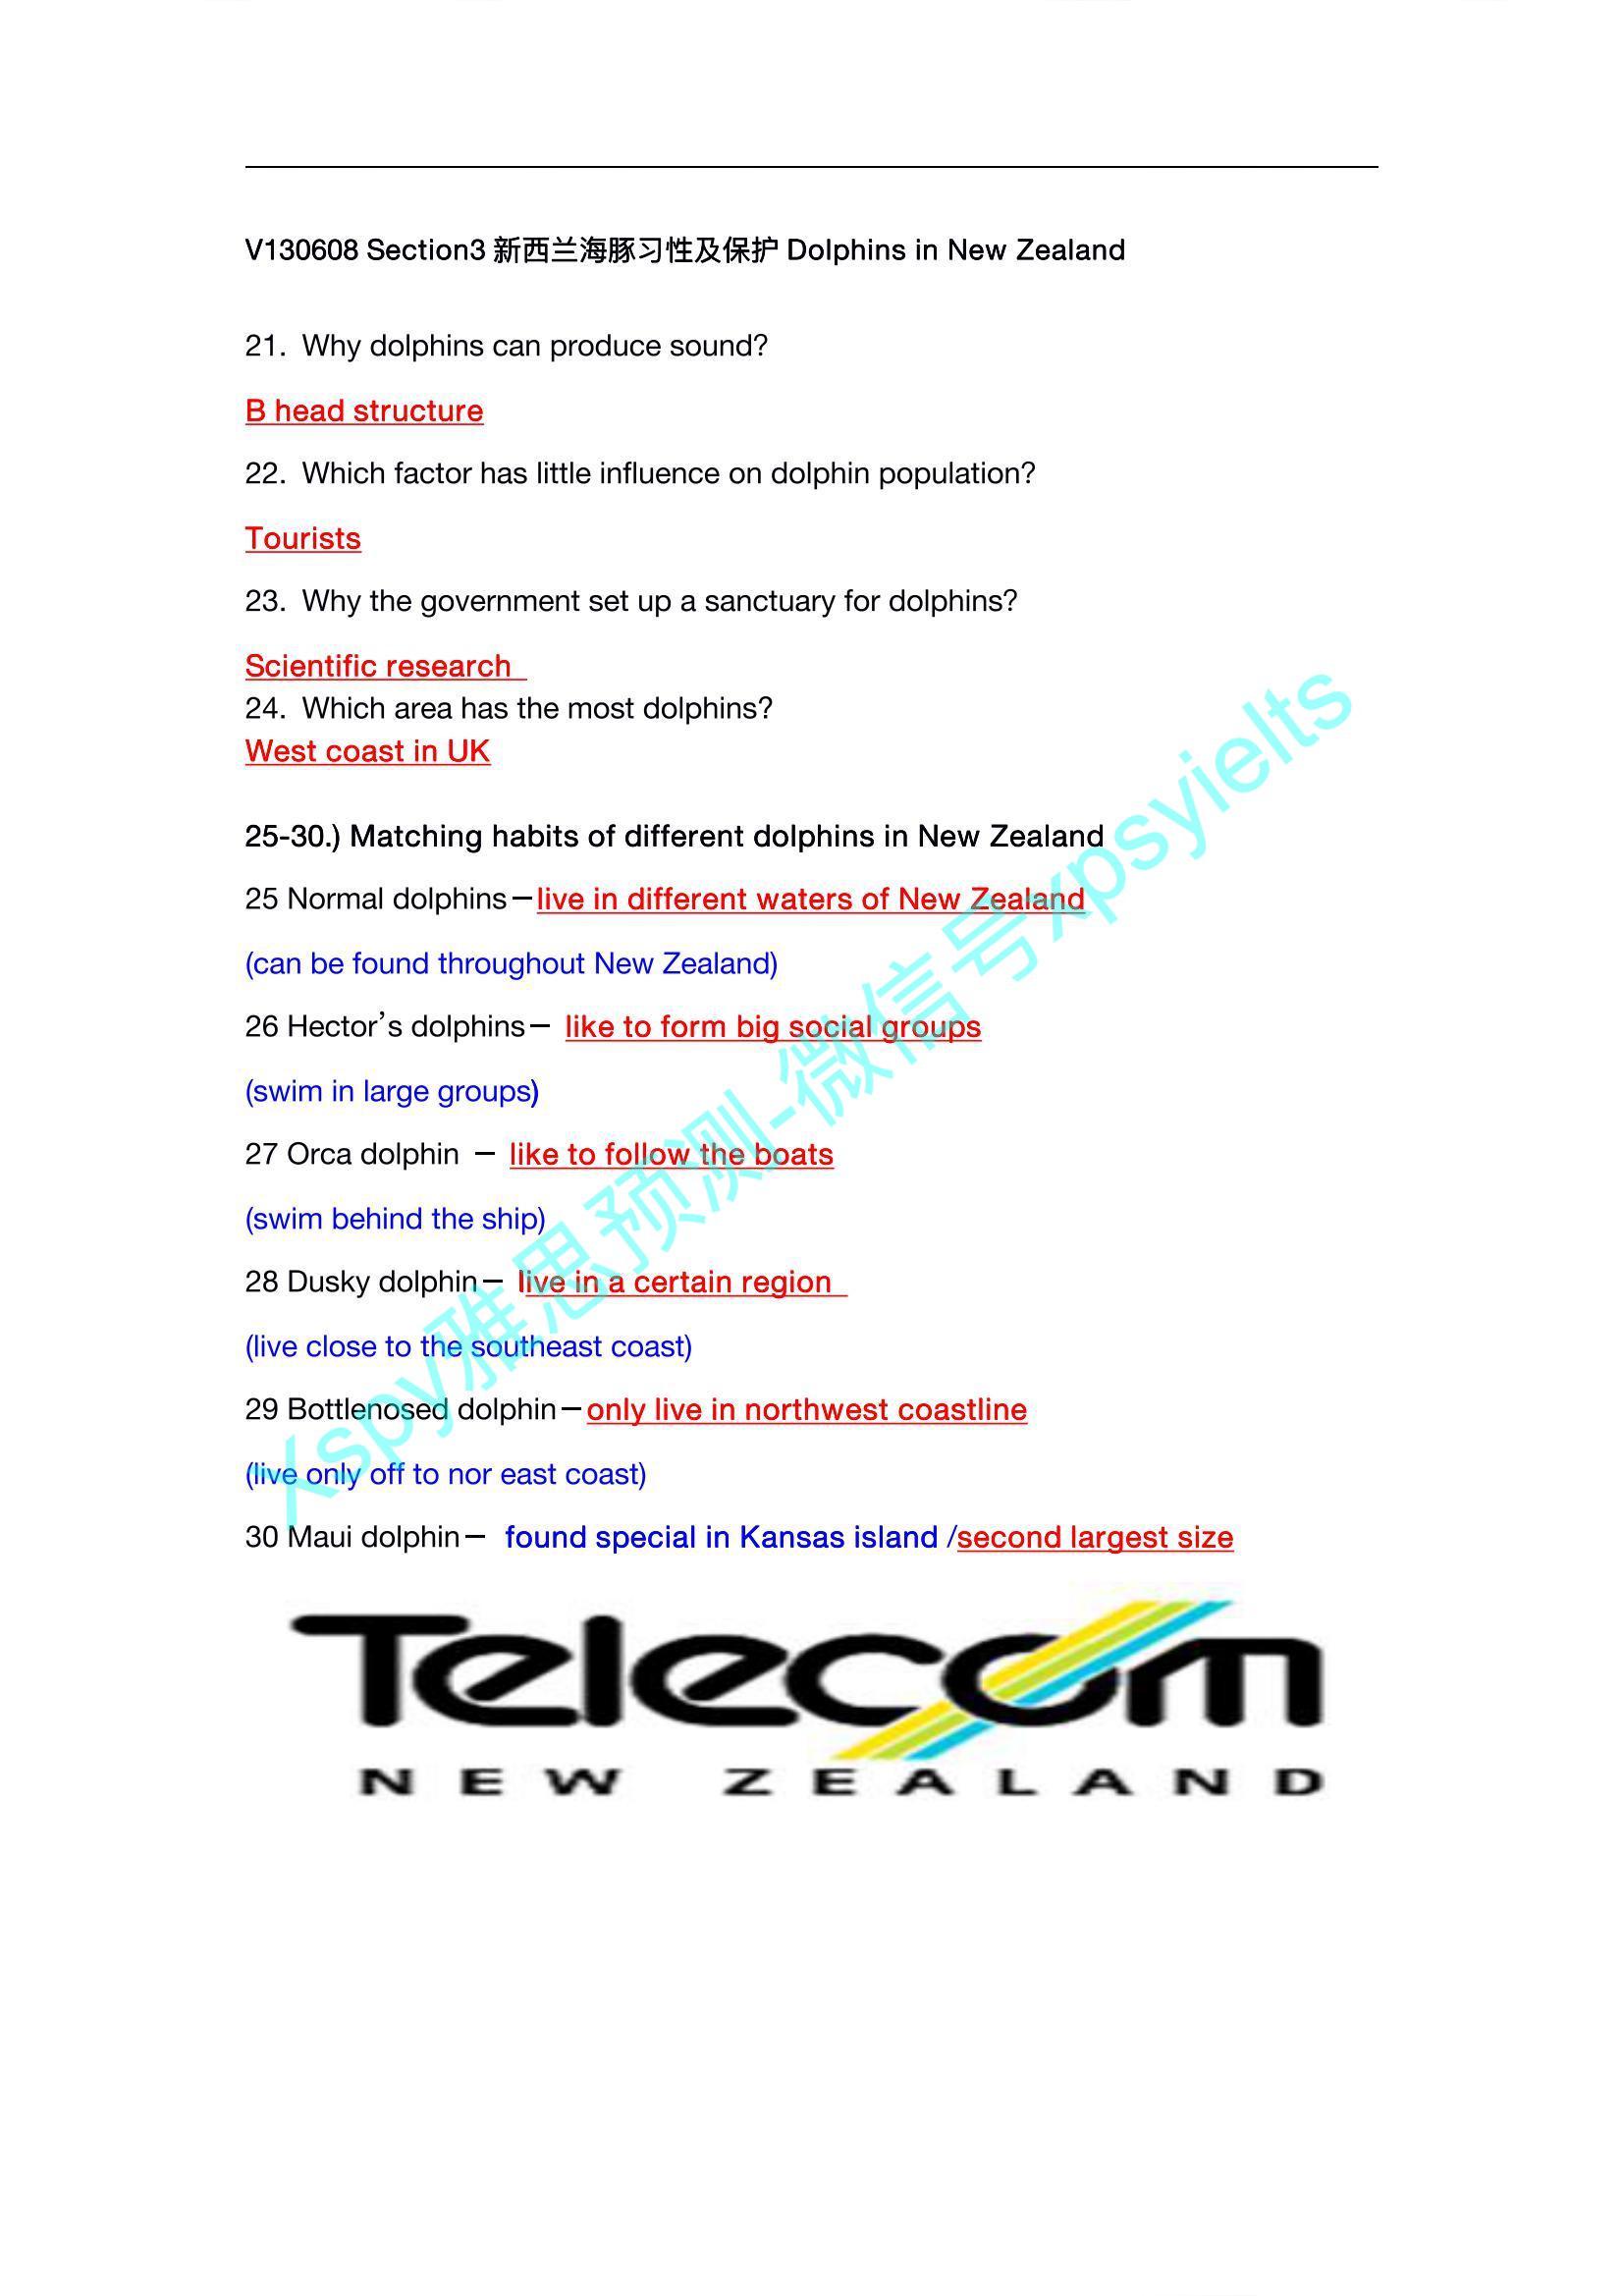 V130608 Section3 新西兰海豚习性及保护 Dolphins in New Zealand
21. Why dolphins can produce sound?
B head structure
22. Which factor has little influence on dolphin population?
Tourists
23. Why the government set up a sanctuary for dolphins?
Scientific research
24. Which area has the most dolphins?
West coast in UK
25-30.) Matching habits of different dolphins in New Zealand
25 Normal dolphins—live in different waters of New Zealand
(can be found throughout New Zealand)
26 Hector’s dolphins— like to form big social groups
(swim in large groups)
27 Orca dolphin — like to follow the boats
(swim behind the ship)
28 Dusky dolphin— live in a certain region
(live close to the southeast coast)
29 Bottlenosed dolphin—only live in northwest coastline
(live only off to nor east coast)
30 Maui dolphin— found special in Kansas island /second largest size
Telecom
NEW ZEALAND
Xspy雅思预测-微信号xpsyielts